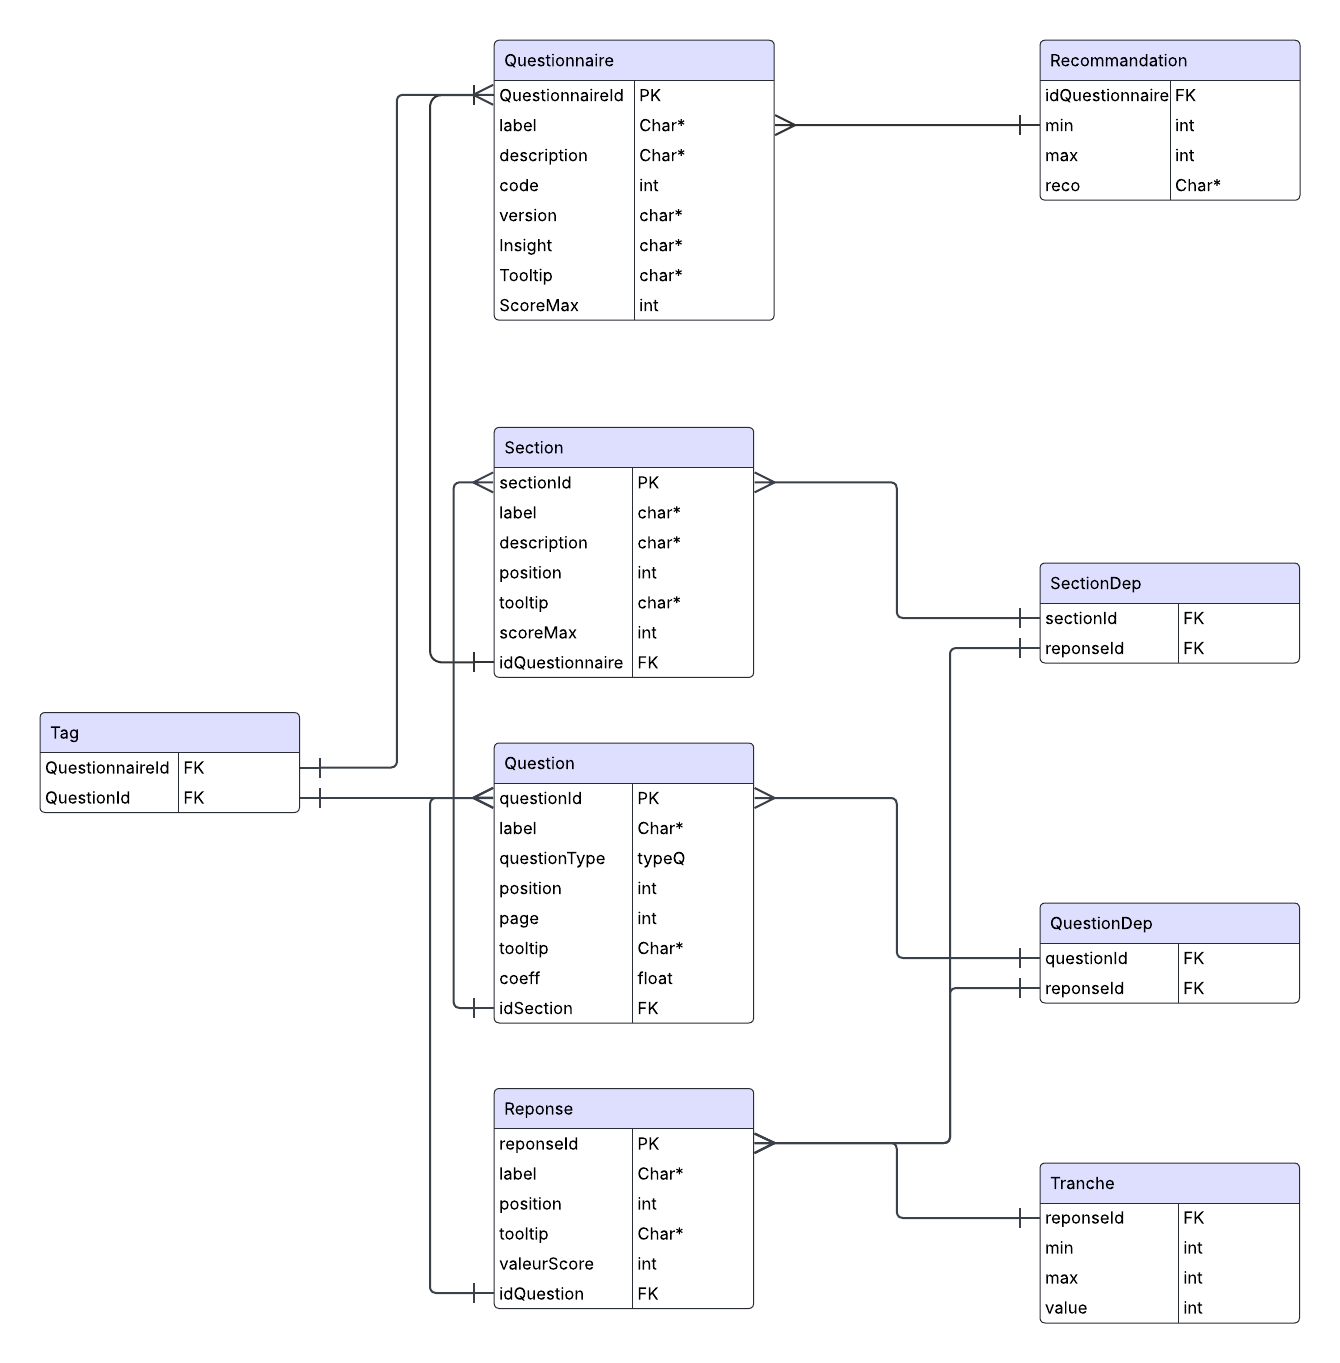 Questionnaire
QuestionnaireId PK
label Char*
description Char*
code int
version char*
Insight char*
Tooltip char*
ScoreMax int
Recommandation
idQuestionnaire FK
min int
max int
reco Char*
Section
sectionId PK
label char*
description char*
position int
tooltip char*
scoreMax int
idQuestionnaire FK
SectionDep
sectionId FK
reponseId FK
Tag
QuestionnaireId FK
QuestionId FK
Question
questionId PK
label Char*
questionType typeQ
position int
page int
tooltip Char*
coeff float
idSection FK
QuestionDep
questionId FK
reponseId FK
Reponse
reponseId PK
label Char*
position int
tooltip Char*
valeurScore int
idQuestion FK
Tranche
reponseId FK
min int
max int
value int